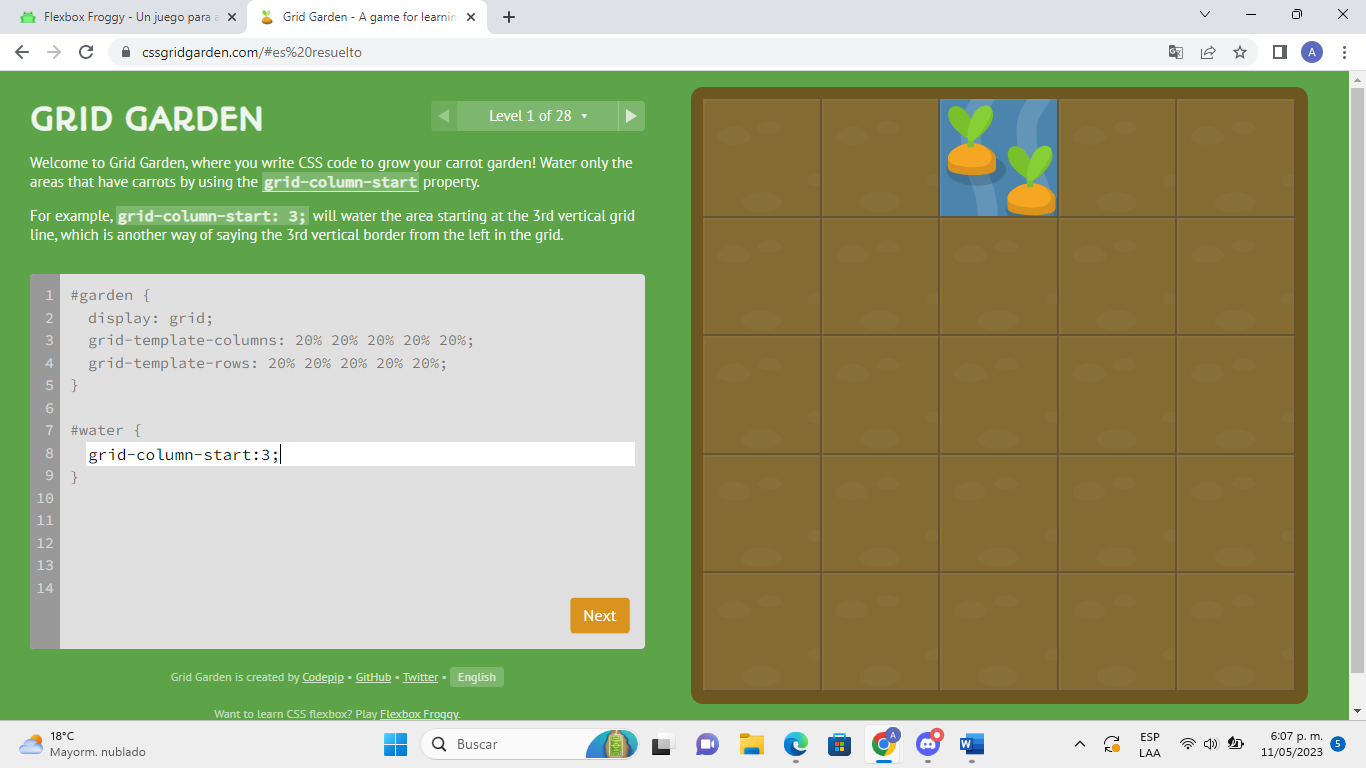 Flexbox Froggy - Un juego para a
Grid Garden - A game for learnin
cssgridgarden.com/#es%20resuelto
A
GRID GARDEN
Level 1 of 28
Welcome to Grid Garden, where you write CSS code to grow your carrot garden! Water only the
areas that have carrots by using the grid-column-start property.
For example, grid-column-start: 3; will water the area starting at the 3rd vertical grid
line, which is another way of saying the 3rd vertical border from the left in the grid.
1 #garden {
2 display: grid;
3 grid-template-columns: 20% 20% 20% 20% 20%;
4 grid-template-rows: 20% 20% 20% 20% 20%;
5 }
6
7 #water {
8 grid-column-start:3;
9 }
10
11
12
13
14
Next
Grid Garden is created by Codepip • GitHub • Twitter • English
Want to learn CSS flexbox? Play Flexbox Froggy.
18°C
Mayorm. nublado
Buscar
A
W
ESP
LAA
6:07 p. m.
11/05/2023
5